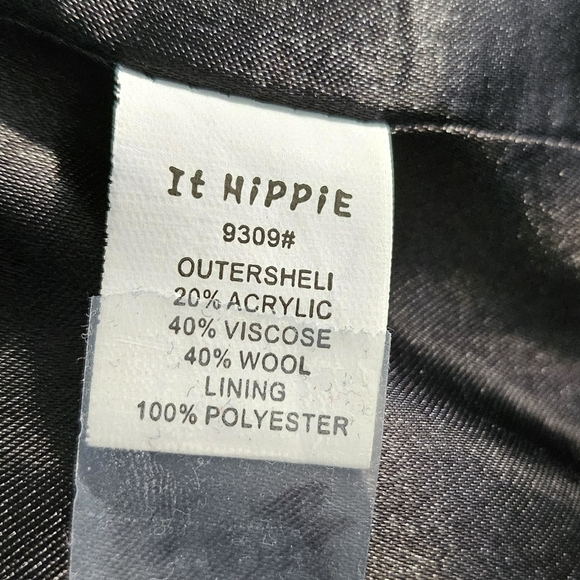 It HiPPiE
9309#
OUTERSHELI
20% ACRYLIC
40% VISCOSE
40% WOOL
LINING
100% POLYESTER